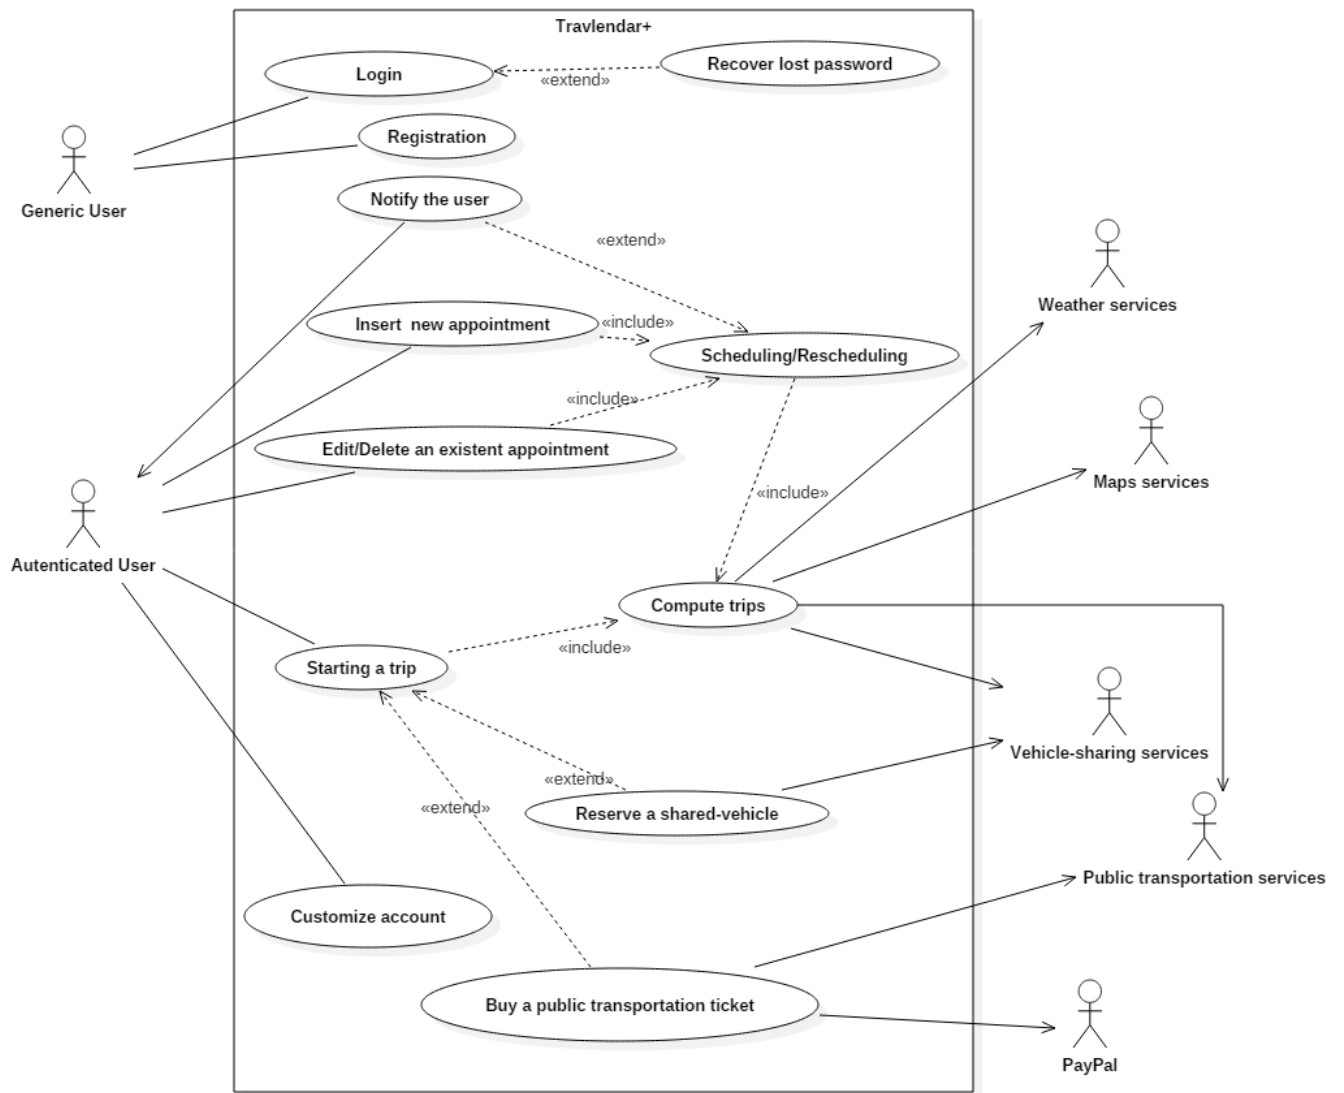 Travlendar+
Login
«extend»
Recover lost password
Registration
Generic User
Notify the user
«extend»
Weather services
Insert  new appointment
«include»
Scheduling/Rescheduling
«include»
Edit/Delete an existent appointment
Maps services
«include»
Autenticated User
Compute trips
«include»
Starting a trip
Vehicle-sharing services
«extend»
«extend»
Reserve a shared-vehicle
Public transportation services
Customize account
Buy a public transportation ticket
PayPal